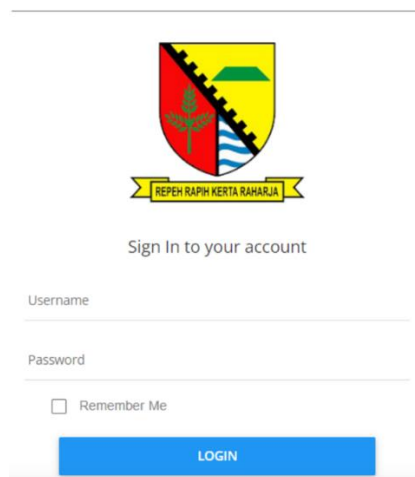 REPEH RAPIH KERTA RAHARJA
Sign In to your account
Username
Password
Remember Me
LOGIN